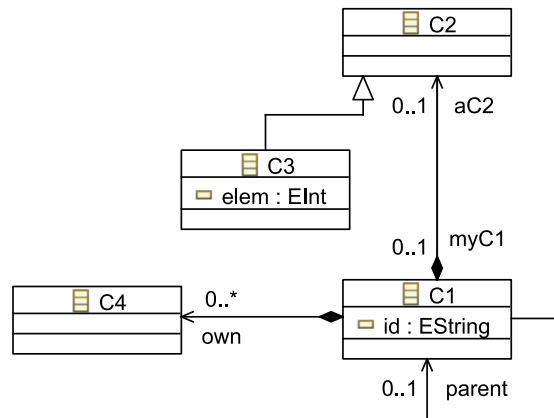 C2
0..1 aC2
C3
elem : EInt
0..1 myC1
C4
0..*
own
C1
id : EString
0..1 parent